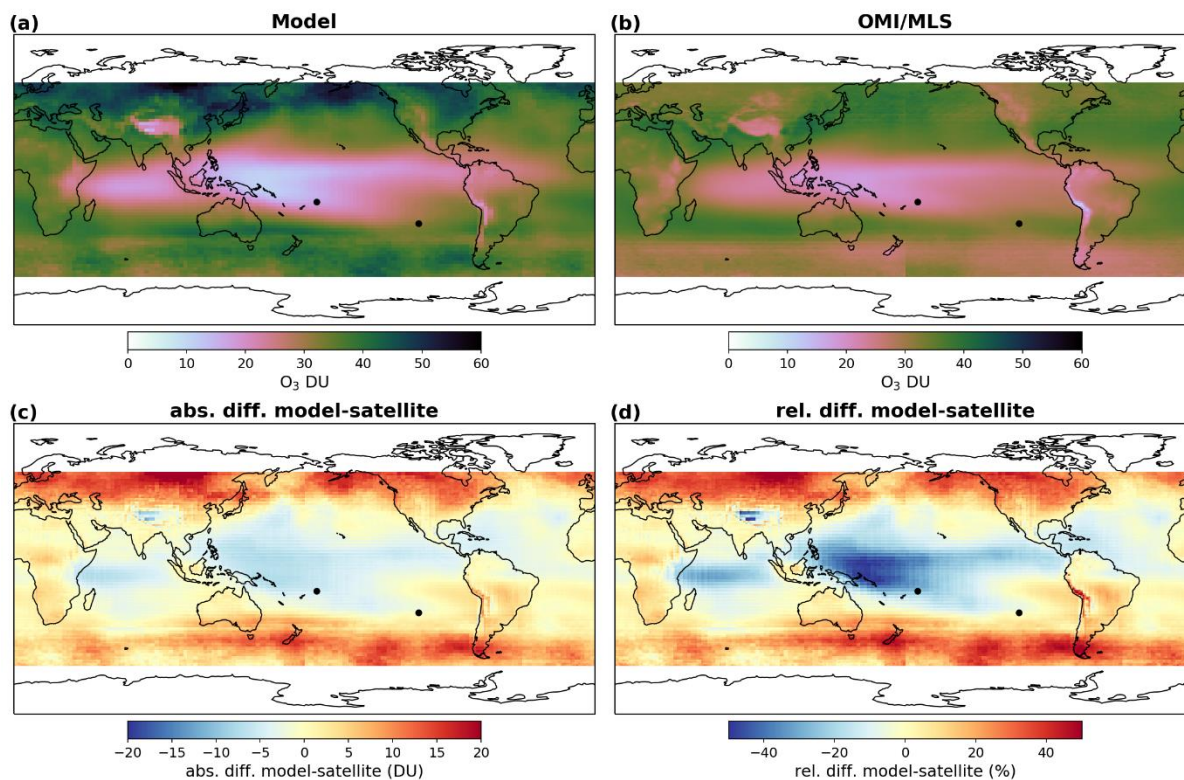 (a) Model
(b) OMI/MLS
0 10 20 30 40 50 60
O₃ DU
0 10 20 30 40 50 60
O₃ DU
(c) abs. diff. model-satellite
(d) rel. diff. model-satellite
−20 −15 −10 −5 0 5 10 15 20
abs. diff. model-satellite (DU)
−40 −20 0 20 40
rel. diff. model-satellite (%)